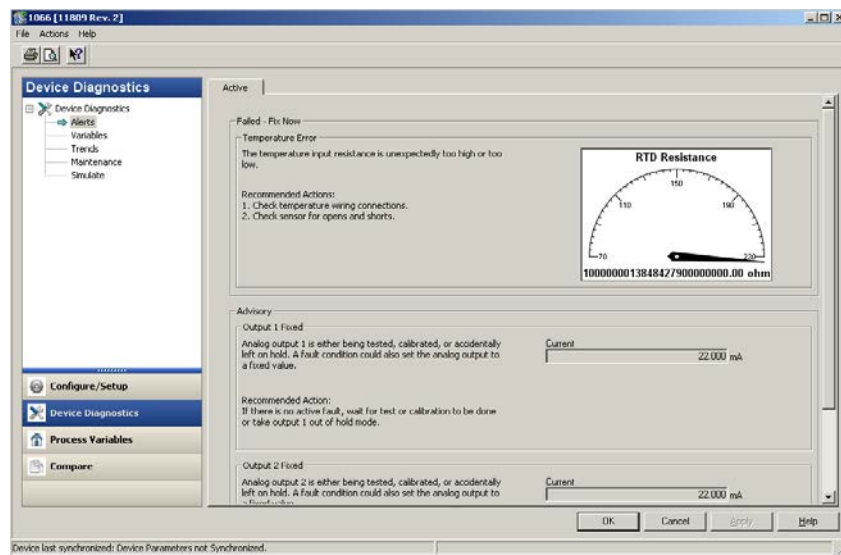 1066 [11809 Rev. 2]
File Actions Help
Device Diagnostics
Device Diagnostics
Alerts
Variables
Trends
Maintenance
Simulate
Configure/Setup
Device Diagnostics
Process Variables
Compare
Active
Failed - Fix Now
Temperature Error
The temperature input resistance is unexpectedly too high or too
low.
Recommended Actions:
1. Check temperature wiring connections.
2. Check sensor for opens and shorts.
RTD Resistance
150
110
190
70
230
10000000138484279000000000.00 ohm
Advisory
Output 1 Fixed
Analog output 1 is either being tested, calibrated, or accidentally
left on hold. A fault condition could also set the analog output to
a fixed value.
Current
22.000 mA
Recommended Action:
If there is no active fault, wait for test or calibration to be done
or take output 1 out of hold mode.
Output 2 Fixed
Analog output 2 is either being tested, calibrated, or accidentally
left on hold. A fault condition could also set the analog output to
Current
22.000 mA
OK Cancel Apply Help
Device last synchronized: Device Parameters not Synchronized.